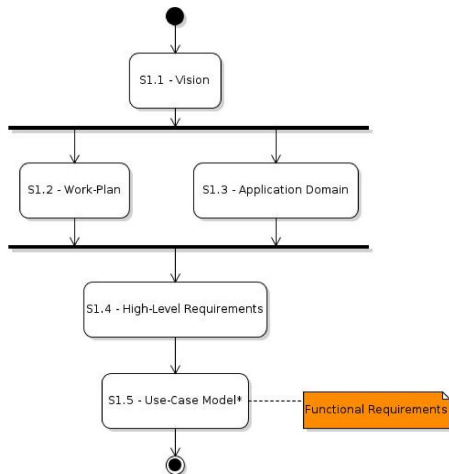 S1.1 - Vision
S1.2 - Work-Plan
S1.3 - Application Domain
S1.4 - High-Level Requirements
S1.5 - Use-Case Model*
Functional Requirements